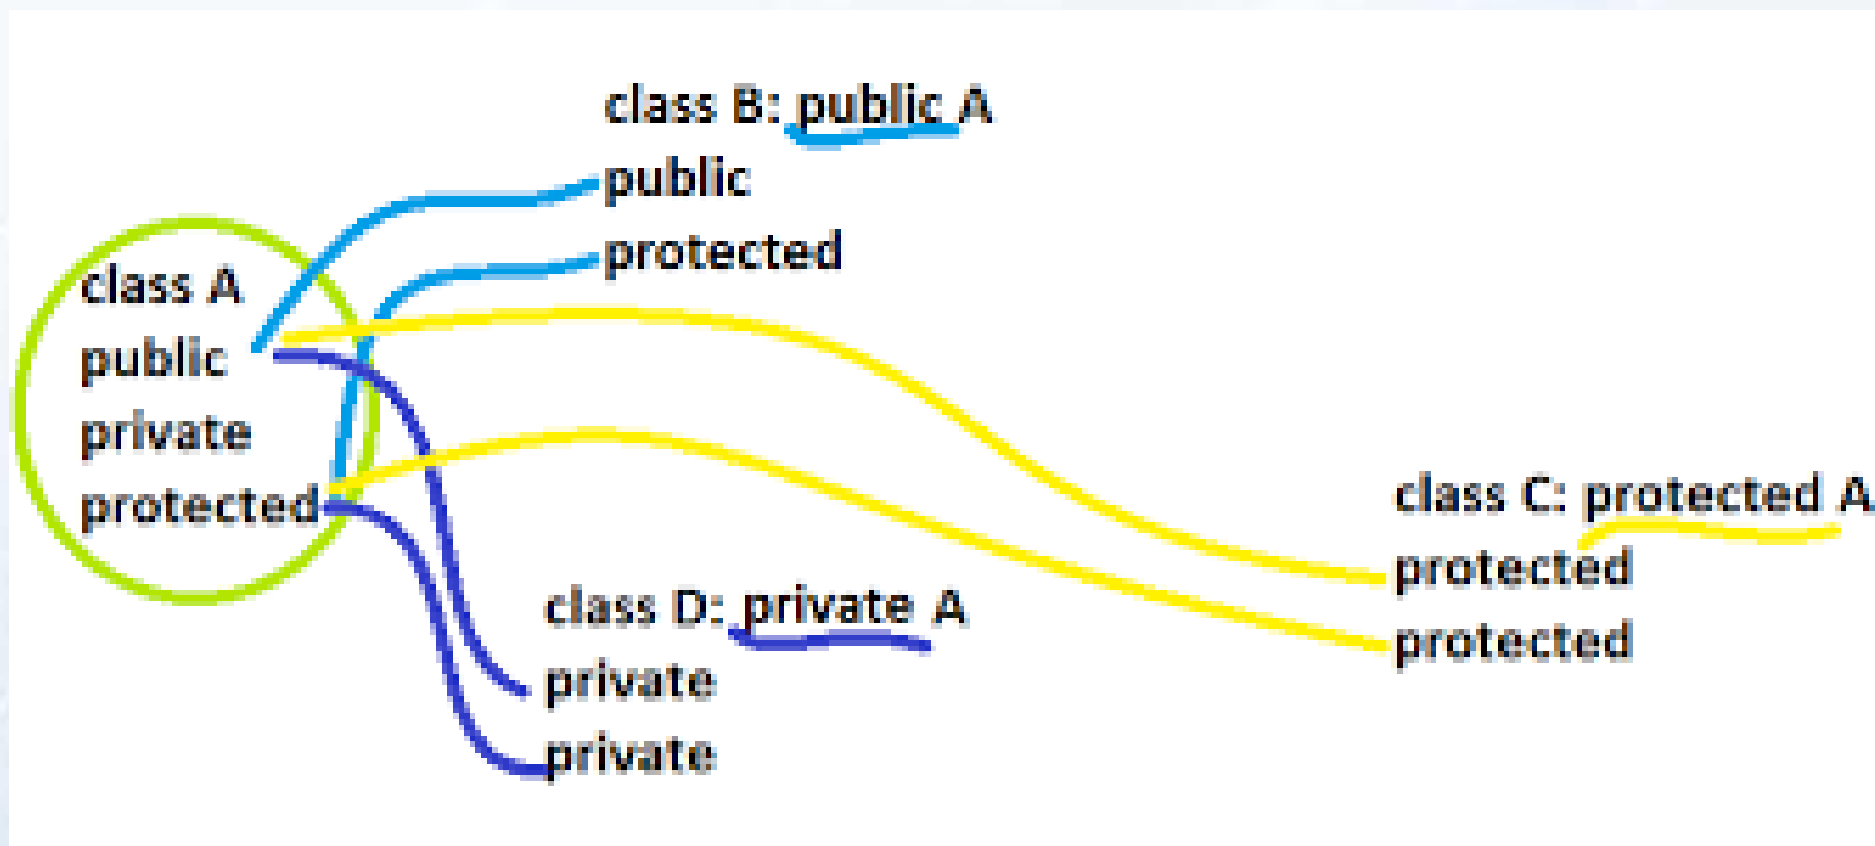 class B: public A
public
protected
class A
public
private
protected
class C: protected A
protected
protected
class D: private A
private
private